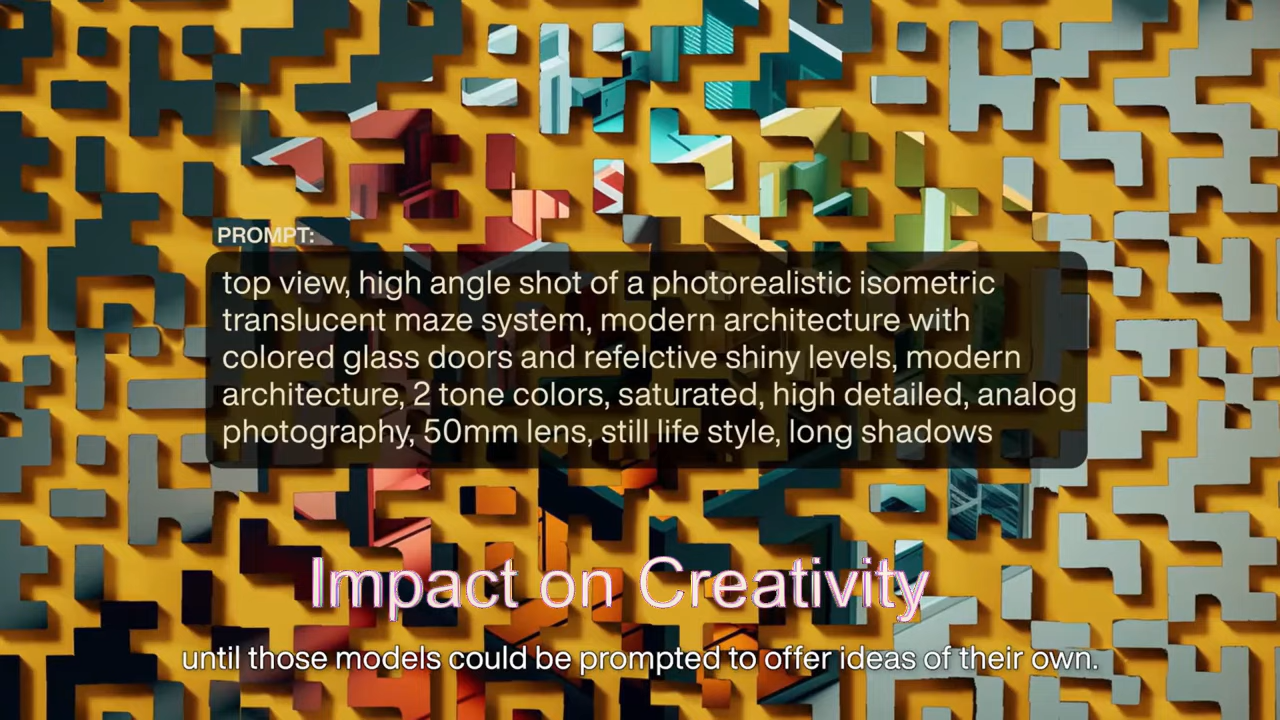 PROMPT:
top view, high angle shot of a photorealistic isometric
translucent maze system, modern architecture with
colored glass doors and refelctive shiny levels, modern
architecture, 2 tone colors, saturated, high detailed, analog
photography, 50mm lens, still life style, long shadows
Impact on Creativity
until those models could be prompted to offer ideas of their own.